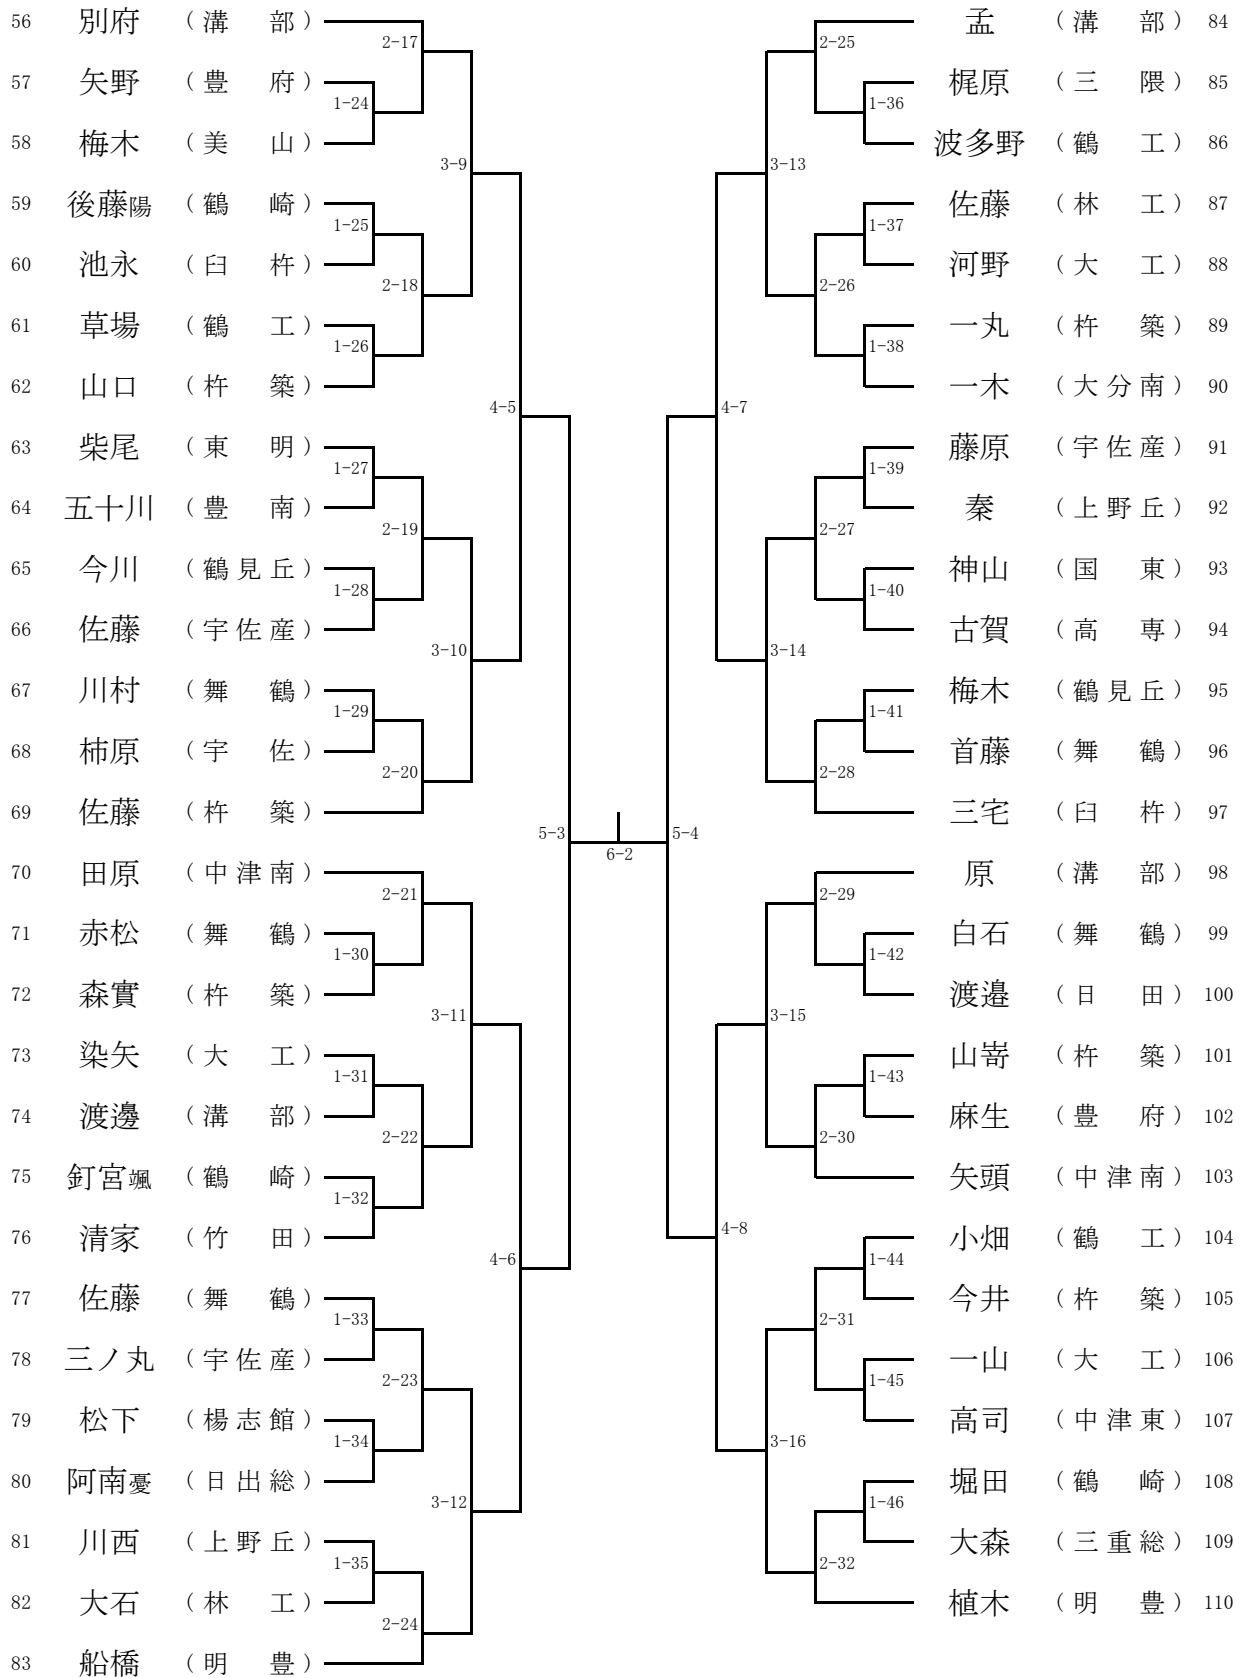 56 別府 （溝部）
2-17
57 矢野 （豊府）
1-24
58 梅木 （美山）
3-9
59 後藤陽 （鶴崎）
1-25
60 池永 （臼杵）
2-18
61 草場 （鶴工）
1-26
62 山口 （杵築）
4-5
63 柴尾 （東明）
1-27
64 五十川 （豊南）
2-19
65 今川 （鶴見丘）
1-28
66 佐藤 （宇佐産）
3-10
67 川村 （舞鶴）
1-29
68 柿原 （宇佐）
2-20
69 佐藤 （杵築）
5-3
70 田原 （中津南）
2-21
71 赤松 （舞鶴）
1-30
72 森實 （杵築）
3-11
73 染矢 （大工）
1-31
74 渡邊 （溝部）
2-22
75 釘宮颯 （鶴崎）
1-32
76 清家 （竹田）
4-6
77 佐藤 （舞鶴）
1-33
78 三ノ丸 （宇佐産）
2-23
79 松下 （楊志館）
1-34
80 阿南憂 （日出総）
3-12
81 川西 （上野丘）
1-35
82 大石 （林工）
2-24
83 船橋 （明豊）
6-2
孟 （溝部） 84
2-25
梶原 （三隈） 85
1-36
波多野 （鶴工） 86
3-13
佐藤 （林工） 87
1-37
河野 （大工） 88
2-26
一丸 （杵築） 89
1-38
一木 （大分南） 90
4-7
藤原 （宇佐産） 91
1-39
秦 （上野丘） 92
2-27
神山 （国東） 93
1-40
古賀 （高専） 94
3-14
梅木 （鶴見丘） 95
1-41
首藤 （舞鶴） 96
2-28
三宅 （臼杵） 97
5-4
原 （溝部） 98
2-29
白石 （舞鶴） 99
1-42
渡邉 （日田） 100
3-15
山嵜 （杵築） 101
1-43
麻生 （豊府） 102
2-30
矢頭 （中津南） 103
4-8
小畑 （鶴工） 104
1-44
今井 （杵築） 105
2-31
一山 （大工） 106
1-45
高司 （中津東） 107
3-16
堀田 （鶴崎） 108
1-46
大森 （三重総） 109
2-32
植木 （明豊） 110